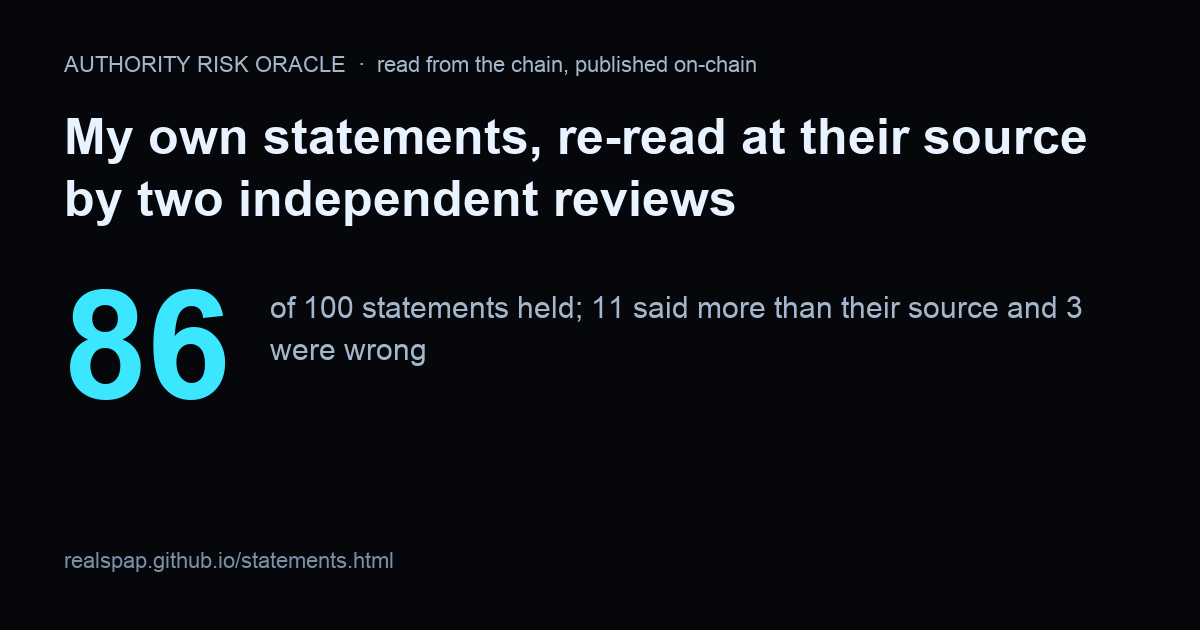 AUTHORITY RISK ORACLE · read from the chain, published on-chain
My own statements, re-read at their source
by two independent reviews
86
of 100 statements held; 11 said more than their source and 3
were wrong
realspap.github.io/statements.html